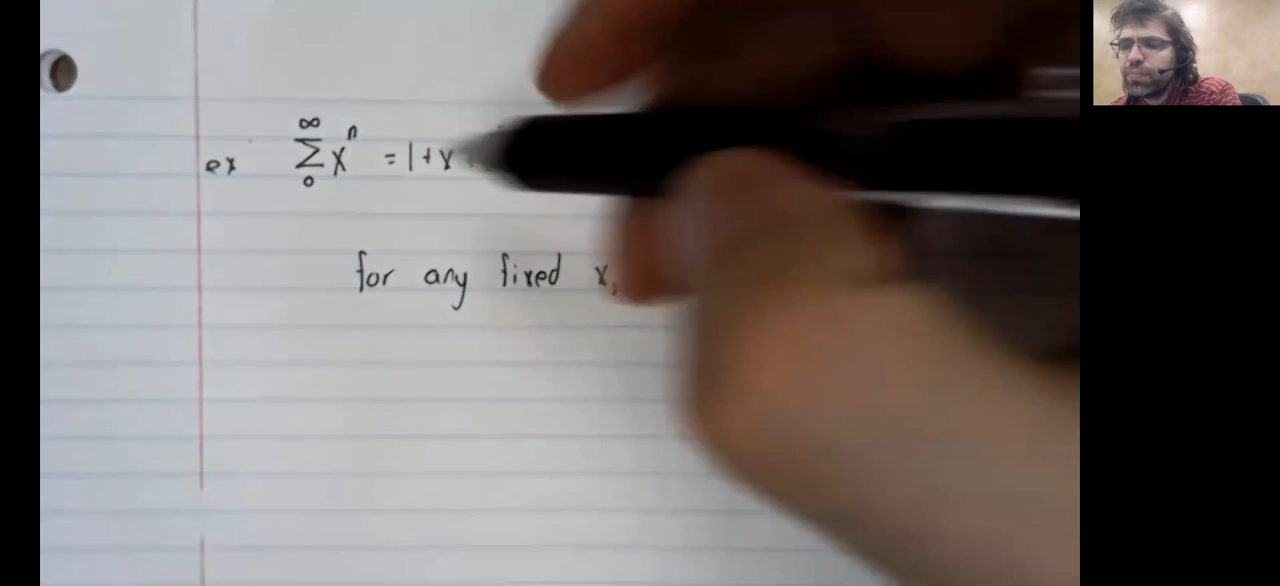 ex ∞ Σ 0 xⁿ = 1 + x
for any fixed x,